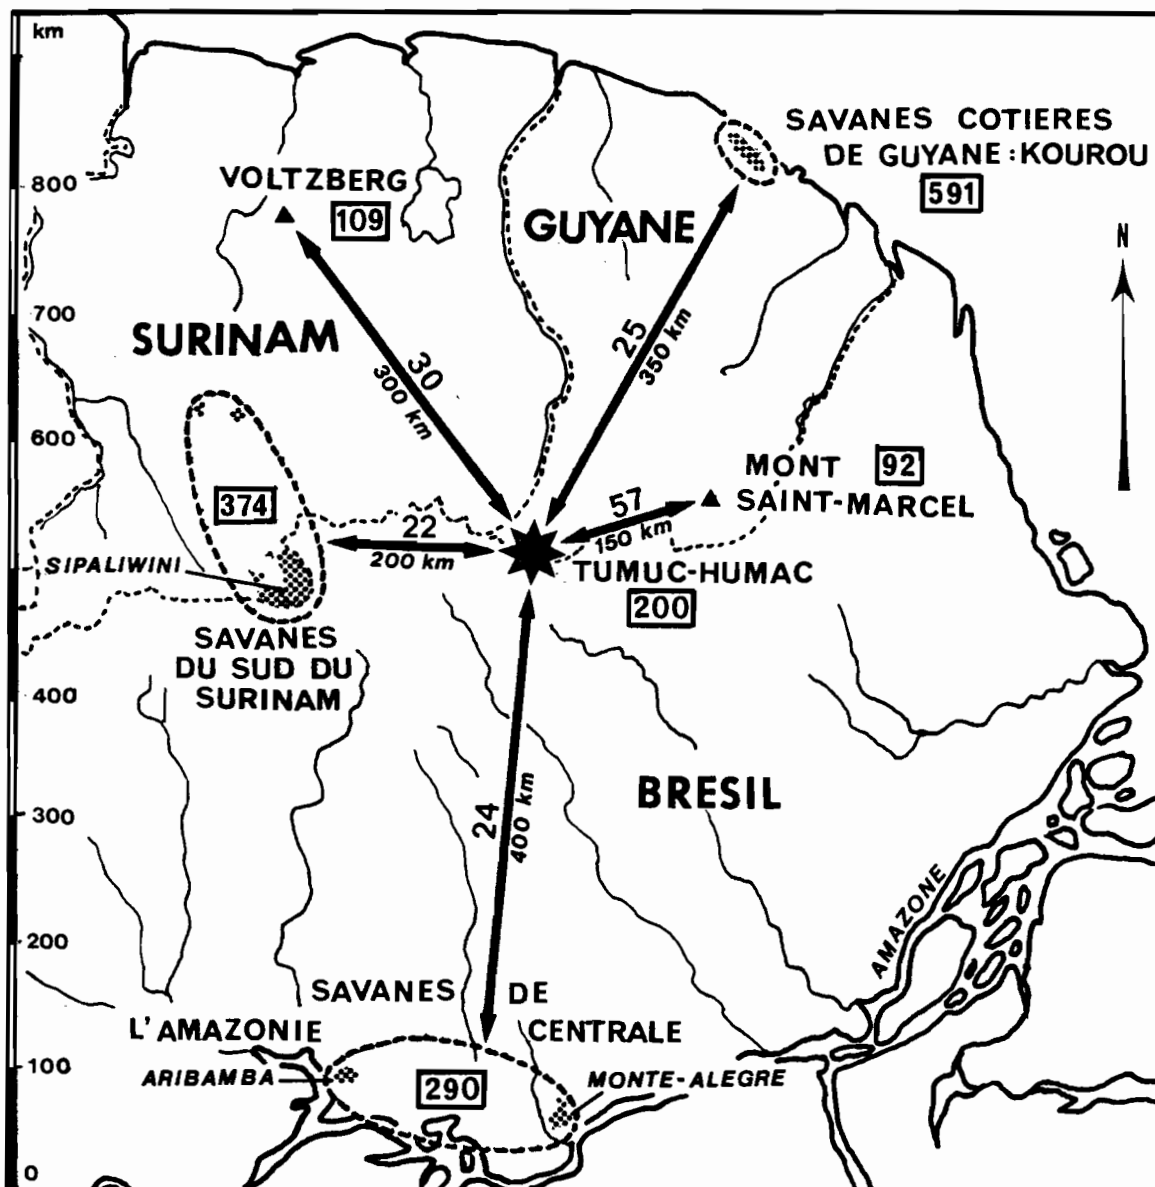 km
SAVANES COTIERES
DE GUYANE : KOUROU
591
800
VOLTZBERG
109
GUYANE
N
700
SURINAM
30
300 km
25
350 km
600
374
MONT
92
SAINT-MARCEL
57
150 km
22
200 km
SIPALIWINI
TUMUC-HUMAC
200
SAVANES
DU SUD DU
SURINAM
400
BRESIL
300
24
400 km
AMAZONE
200
SAVANES DE
L'AMAZONIE CENTRALE
100
ARIBAMBA
290
MONTE-ALEGRE
0